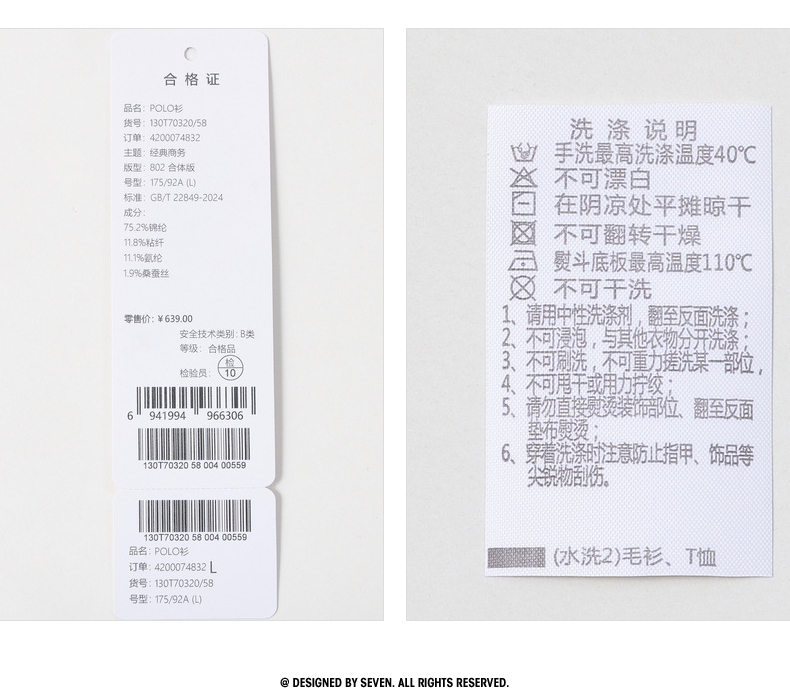 合格证
品名: POLO衫
货号: 130T70320/58
订单: 4200074832
主题: 经典商务
版型: 802 合体版
号型: 175/92A (L)
标准: GB/T 22849-2024
成分:
75.2%锦纶
11.8%粘纤
11.1%氨纶
1.9%桑蚕丝
零售价: ¥639.00
安全技术类别: B类
等级: 合格品
检验员: 检 10
6 941994 966306
130T70320 58 004 00559
130T70320 58 004 00559
品名: POLO衫
订单: 4200074832 L
货号: 130T70320/58
号型: 175/92A (L)
洗涤说明
手洗最高洗涤温度40℃
不可漂白
在阴凉处平摊晾干
不可翻转干燥
熨斗底板最高温度110℃
不可干洗
1、请用中性洗涤剂，翻至反面洗涤；
2、不可浸泡，与其他衣物分开洗涤；
3、不可刷洗，不可重力搓洗某一部位，
4、不可甩干或用力拧绞；
5、请勿直接熨烫装饰部位、翻至反面
垫布熨烫；
6、穿着洗涤时注意防止指甲、饰品等
尖锐物刮伤。
(水洗2)毛衫、T恤
@ DESIGNED BY SEVEN. ALL RIGHTS RESERVED.